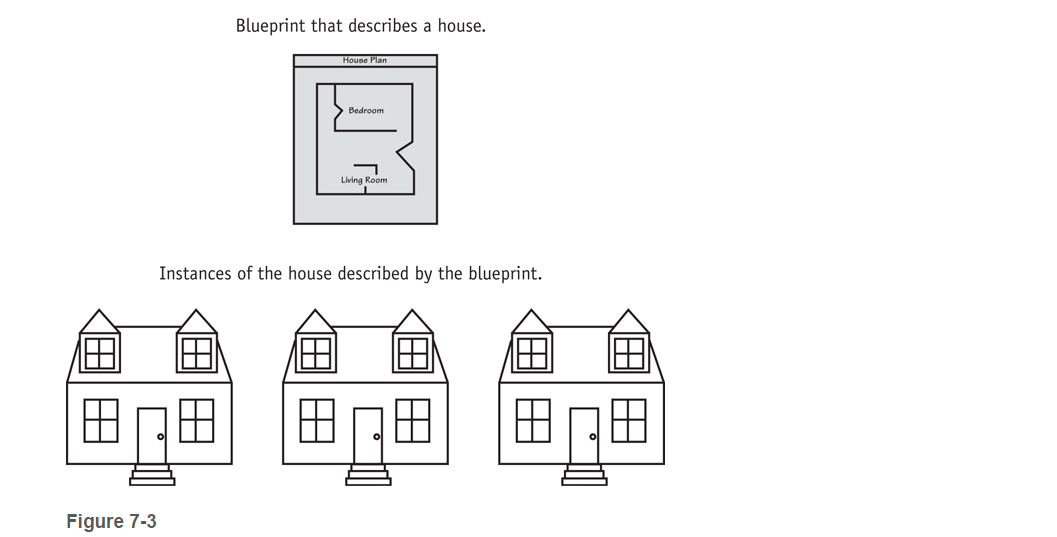 Blueprint that describes a house.
House Plan
Bedroom
Living Room
Instances of the house described by the blueprint.
Figure 7-3